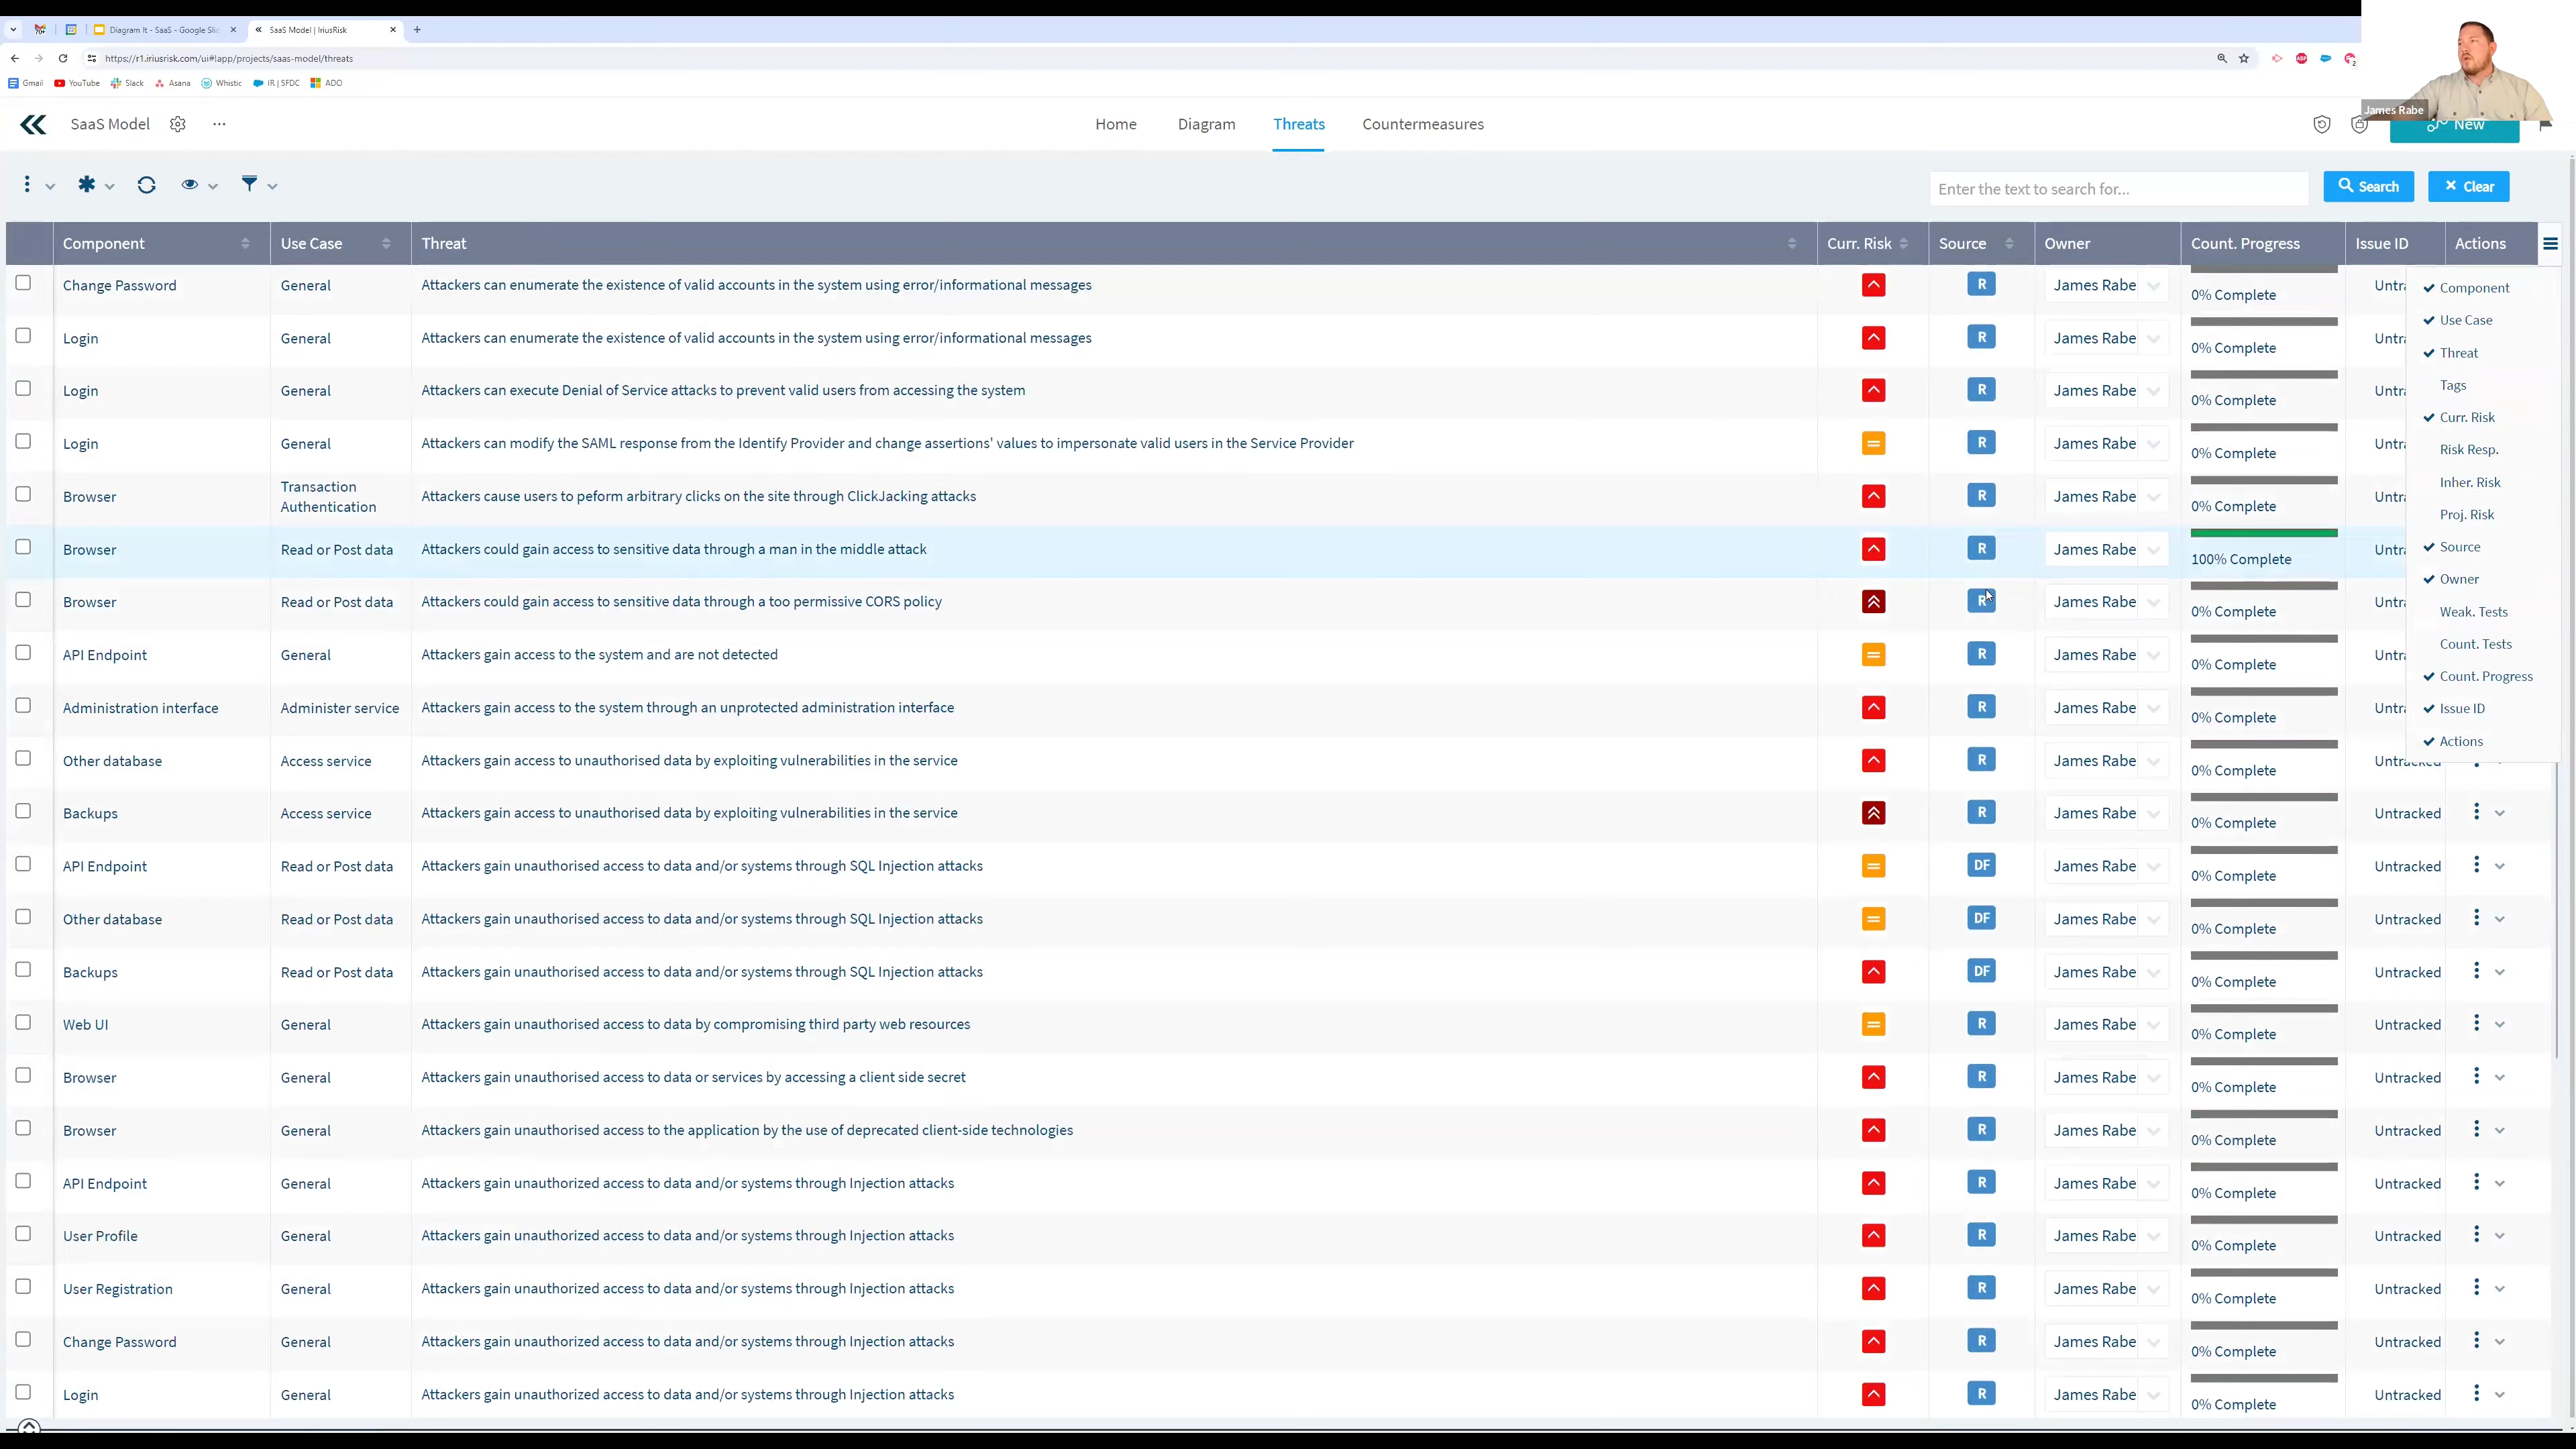 Diagram It - SaaS - Google Slic
SaaS Model | IriusRisk
https://r1.iriusrisk.com/ui#!app/projects/saas-model/threats
Gmail YouTube Slack Asana Whistic IR | SFDC ADO
James Rabe
SaaS Model Home Diagram Threats Countermeasures New
Enter the text to search for... Search Clear
Component Use Case Threat Curr. Risk Source Owner Count. Progress Issue ID Actions
Change Password General Attackers can enumerate the existence of valid accounts in the system using error/informational messages R James Rabe 0% Complete Untra
Login General Attackers can enumerate the existence of valid accounts in the system using error/informational messages R James Rabe 0% Complete Untra
Login General Attackers can execute Denial of Service attacks to prevent valid users from accessing the system R James Rabe 0% Complete Untra
Login General Attackers can modify the SAML response from the Identify Provider and change assertions' values to impersonate valid users in the Service Provider R James Rabe 0% Complete Untra
Browser Transaction Authentication Attackers cause users to peform arbitrary clicks on the site through ClickJacking attacks R James Rabe 0% Complete Untra
Browser Read or Post data Attackers could gain access to sensitive data through a man in the middle attack R James Rabe 100% Complete Untra
Browser Read or Post data Attackers could gain access to sensitive data through a too permissive CORS policy R James Rabe 0% Complete Untra
API Endpoint General Attackers gain access to the system and are not detected R James Rabe 0% Complete Untra
Administration interface Administer service Attackers gain access to the system through an unprotected administration interface R James Rabe 0% Complete Untra
Other database Access service Attackers gain access to unauthorised data by exploiting vulnerabilities in the service R James Rabe 0% Complete Untracked
Backups Access service Attackers gain access to unauthorised data by exploiting vulnerabilities in the service R James Rabe 0% Complete Untracked
API Endpoint Read or Post data Attackers gain unauthorised access to data and/or systems through SQL Injection attacks DF James Rabe 0% Complete Untracked
Other database Read or Post data Attackers gain unauthorised access to data and/or systems through SQL Injection attacks DF James Rabe 0% Complete Untracked
Backups Read or Post data Attackers gain unauthorised access to data and/or systems through SQL Injection attacks DF James Rabe 0% Complete Untracked
Web UI General Attackers gain unauthorised access to data by compromising third party web resources R James Rabe 0% Complete Untracked
Browser General Attackers gain unauthorised access to data or services by accessing a client side secret R James Rabe 0% Complete Untracked
Browser General Attackers gain unauthorised access to the application by the use of deprecated client-side technologies R James Rabe 0% Complete Untracked
API Endpoint General Attackers gain unauthorized access to data and/or systems through Injection attacks R James Rabe 0% Complete Untracked
User Profile General Attackers gain unauthorized access to data and/or systems through Injection attacks R James Rabe 0% Complete Untracked
User Registration General Attackers gain unauthorized access to data and/or systems through Injection attacks R James Rabe 0% Complete Untracked
Change Password General Attackers gain unauthorized access to data and/or systems through Injection attacks R James Rabe 0% Complete Untracked
Login General Attackers gain unauthorized access to data and/or systems through Injection attacks R James Rabe 0% Complete Untracked
Component
Use Case
Threat
Tags
Curr. Risk
Risk Resp.
Inher. Risk
Proj. Risk
Source
Owner
Weak. Tests
Count. Tests
Count. Progress
Issue ID
Actions